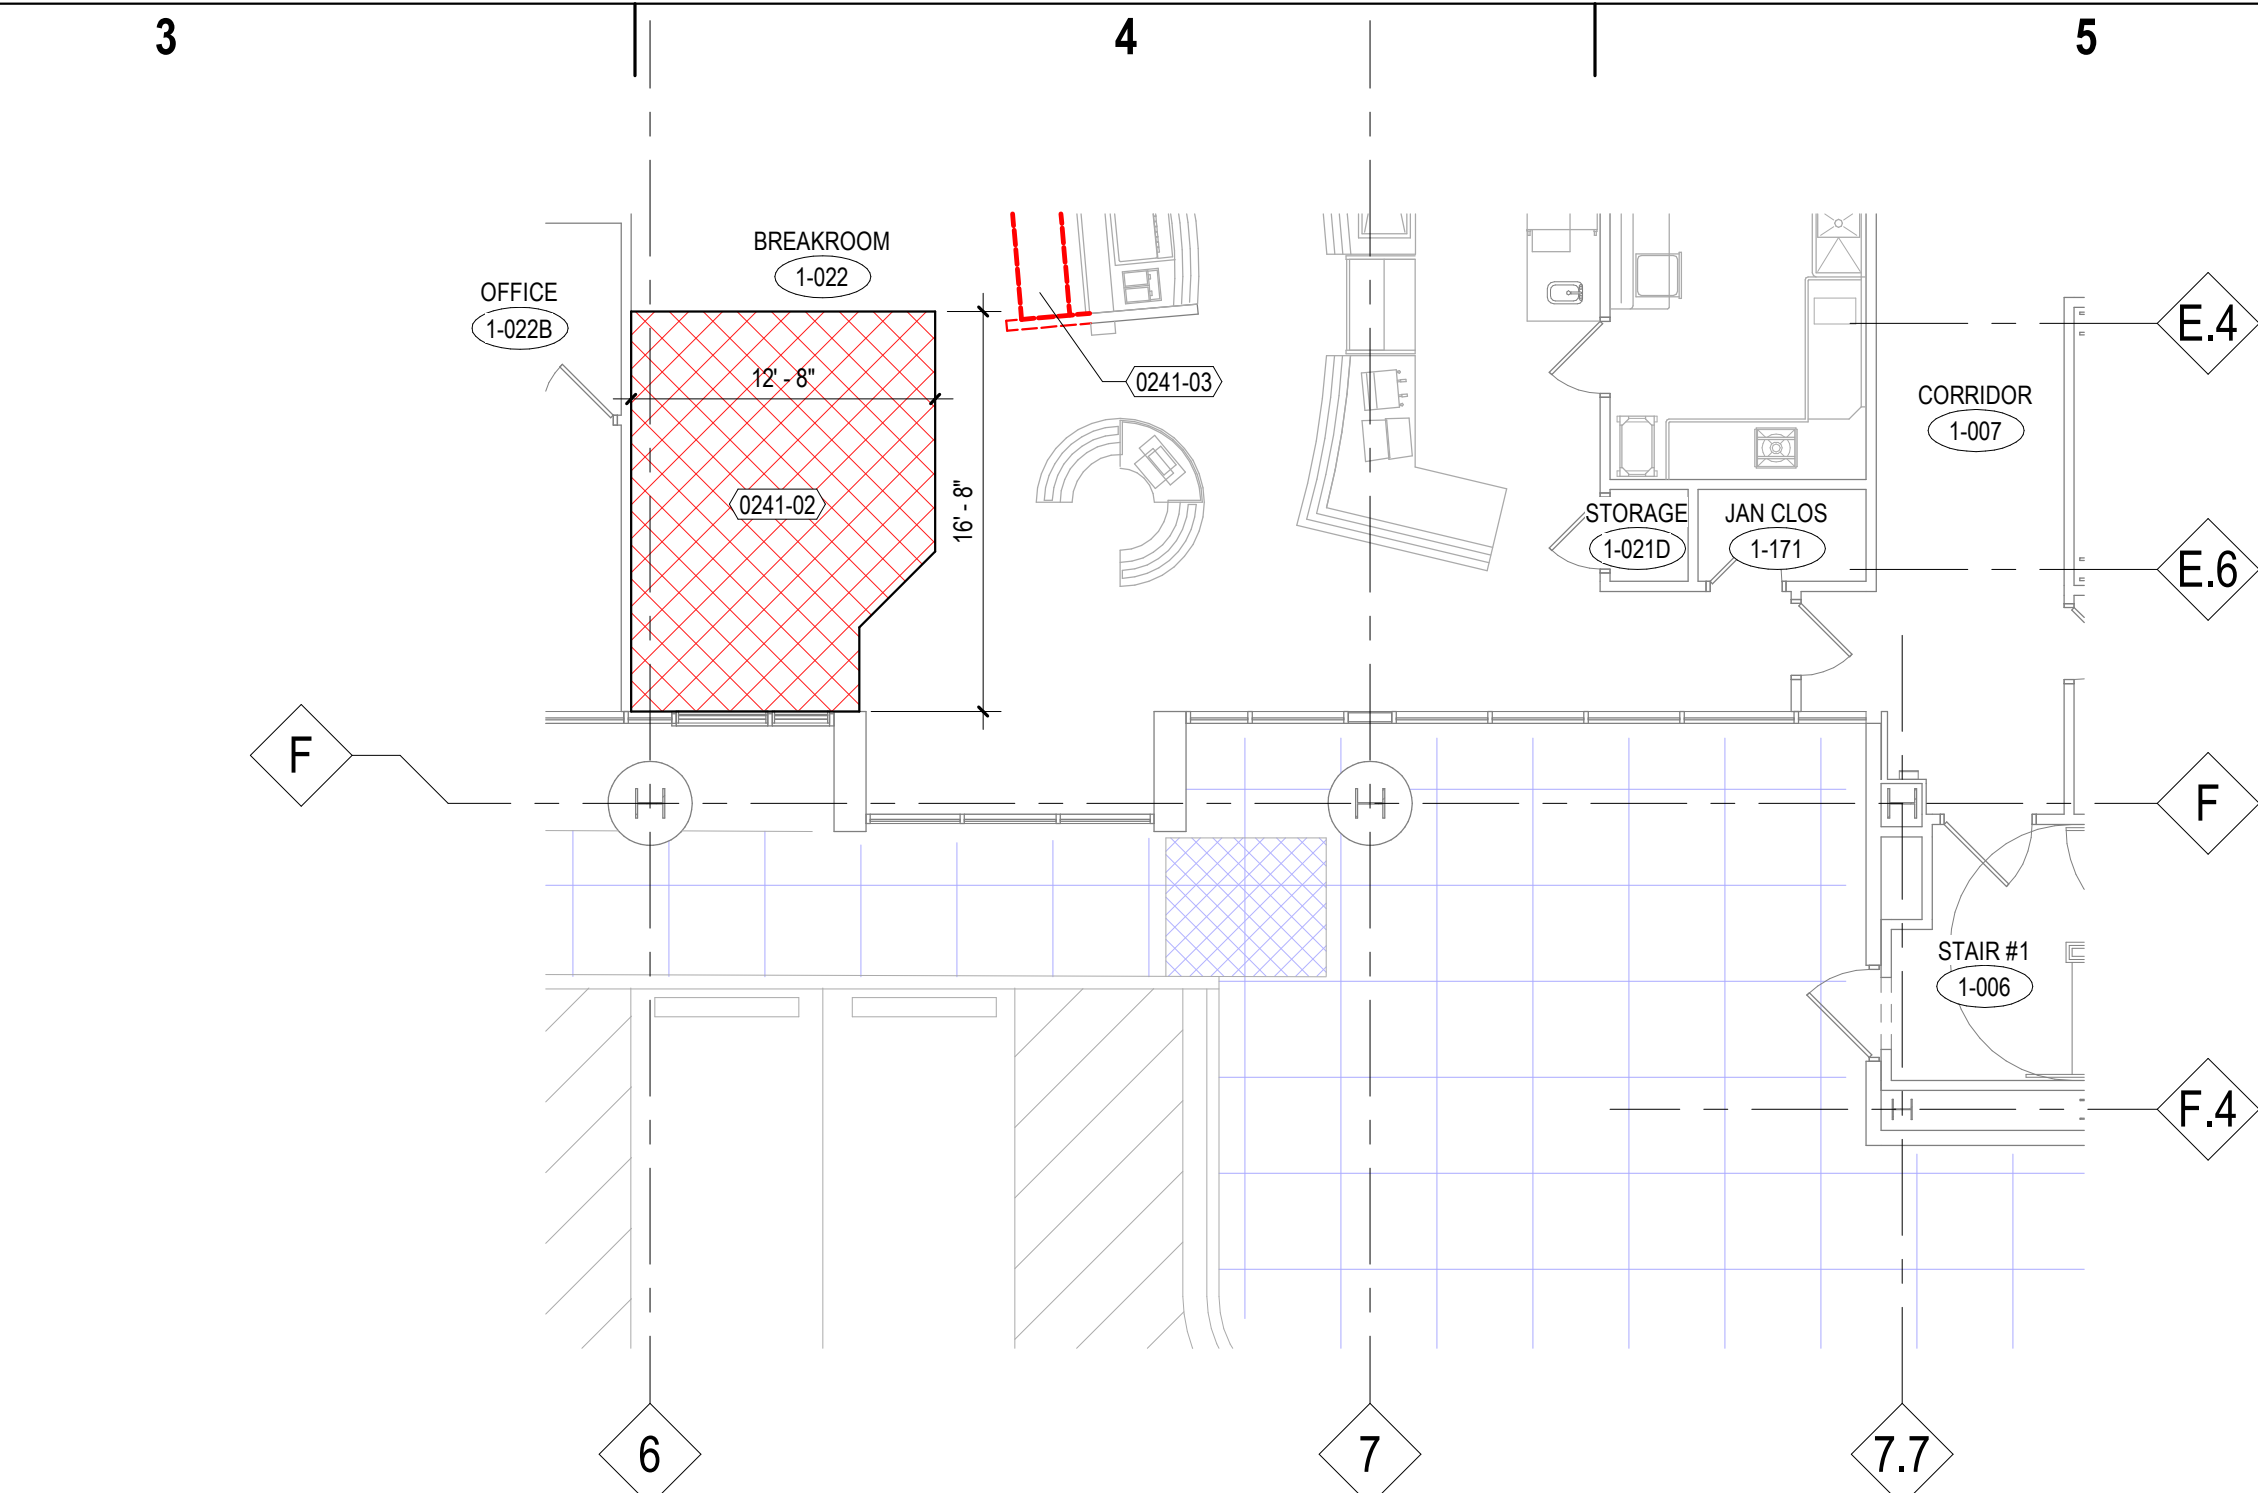 3
4
5
BREAKROOM
1-022
OFFICE
1-022B
E.4
12' - 8"
0241-03
CORRIDOR
1-007
0241-02
16' - 8"
STORAGE
1-021D
JAN CLOS
1-171
E.6
F
F
STAIR #1
1-006
F.4
6
7
7.7